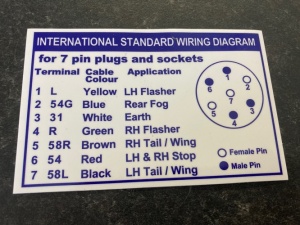 INTERNATIONAL STANDARD WIRING DIAGRAM
for 7 pin plugs and sockets
Terminal Cable Colour Application
1 L Yellow LH Flasher
2 54G Blue Rear Fog
3 31 White Earth
4 R Green RH Flasher
5 58R Brown RH Tail / Wing
6 54 Red LH & RH Stop
7 58L Black LH Tail / Wing
1
6
2
7
5
3
4
Female Pin
Male Pin